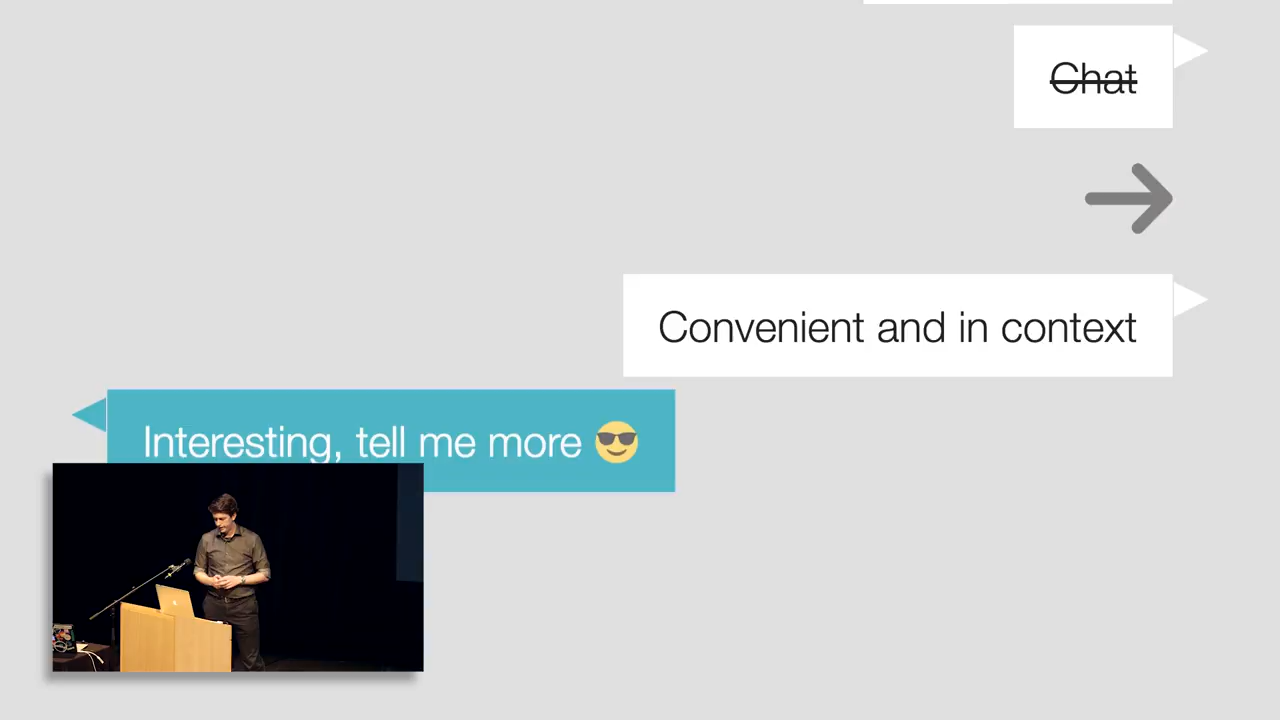 Chat
Convenient and in context
Interesting, tell me more 😎